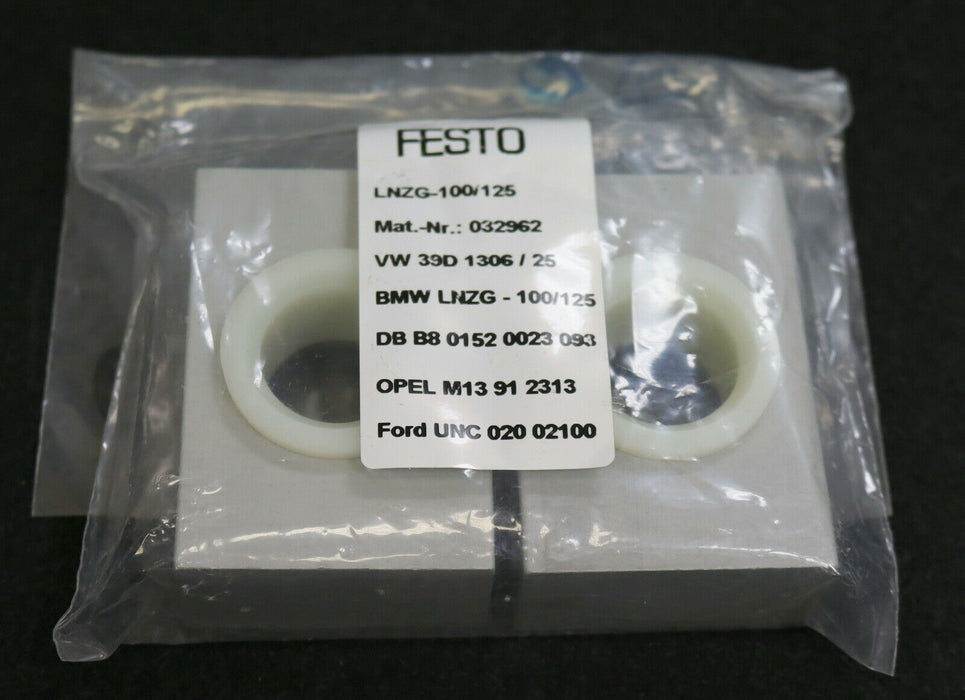 FESTO
LNZG-100/125
Mat.-Nr.: 032962
VW 39D 1306 / 25
BMW LNZG - 100/125
DB B8 0152 0023 093
OPEL M13 91 2313
Ford UNC 020 02100